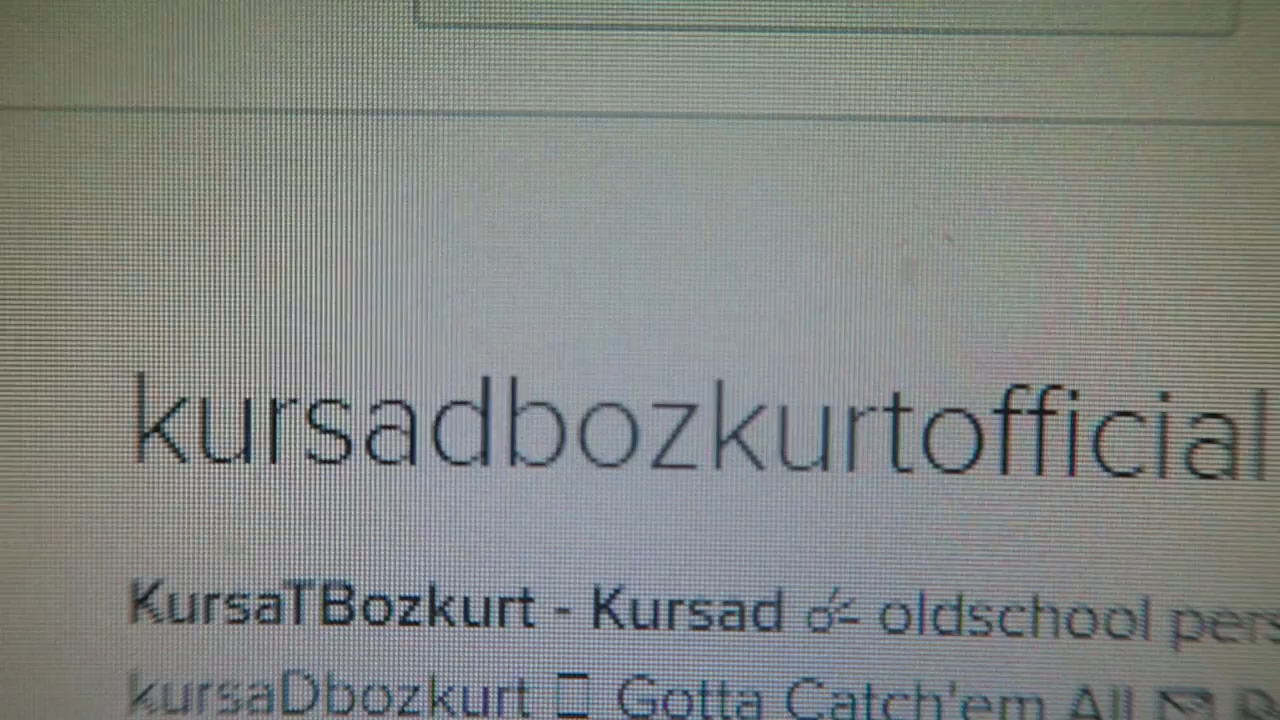 kursadbozkurtofficial
KursaTBozkurt - Kursad oldschool
kursaDbozkurt Gotta Catch'em All